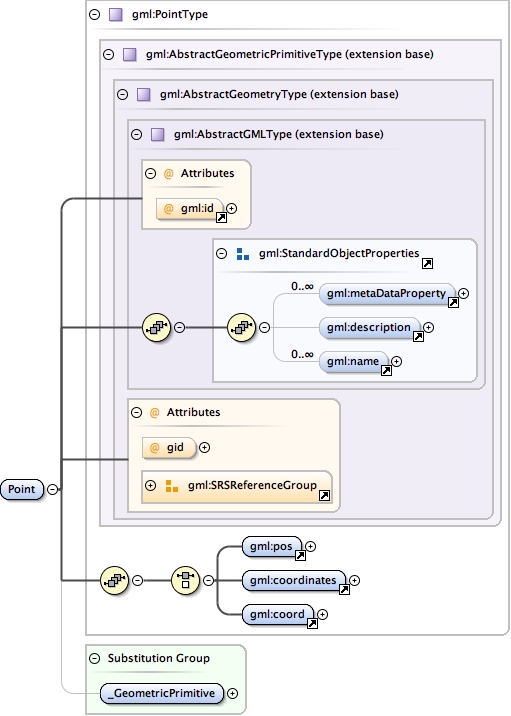 gml:PointType
gml:AbstractGeometricPrimitiveType (extension base)
gml:AbstractGeometryType (extension base)
gml:AbstractGMLType (extension base)
@ Attributes
@ gml:id
gml:StandardObjectProperties
0..∞
gml:metaDataProperty
gml:description
0..∞
gml:name
@ Attributes
@ gid
gml:SRSReferenceGroup
Point
gml:pos
gml:coordinates
gml:coord
Substitution Group
_GeometricPrimitive